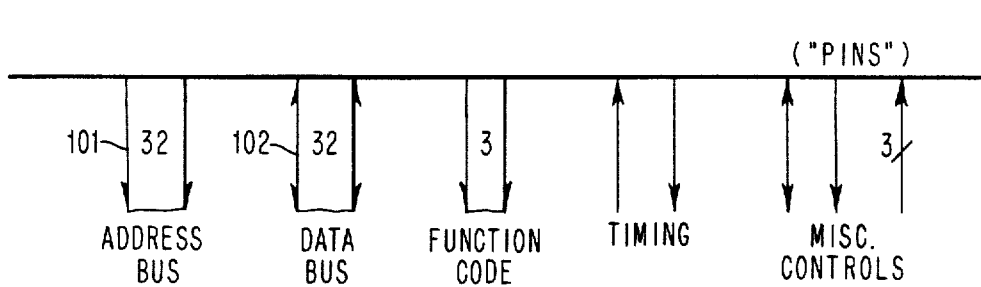 ("PINS")
101 32 102 32 3 3
ADDRESS BUS
DATA BUS
FUNCTION CODE
TIMING
MISC. CONTROLS